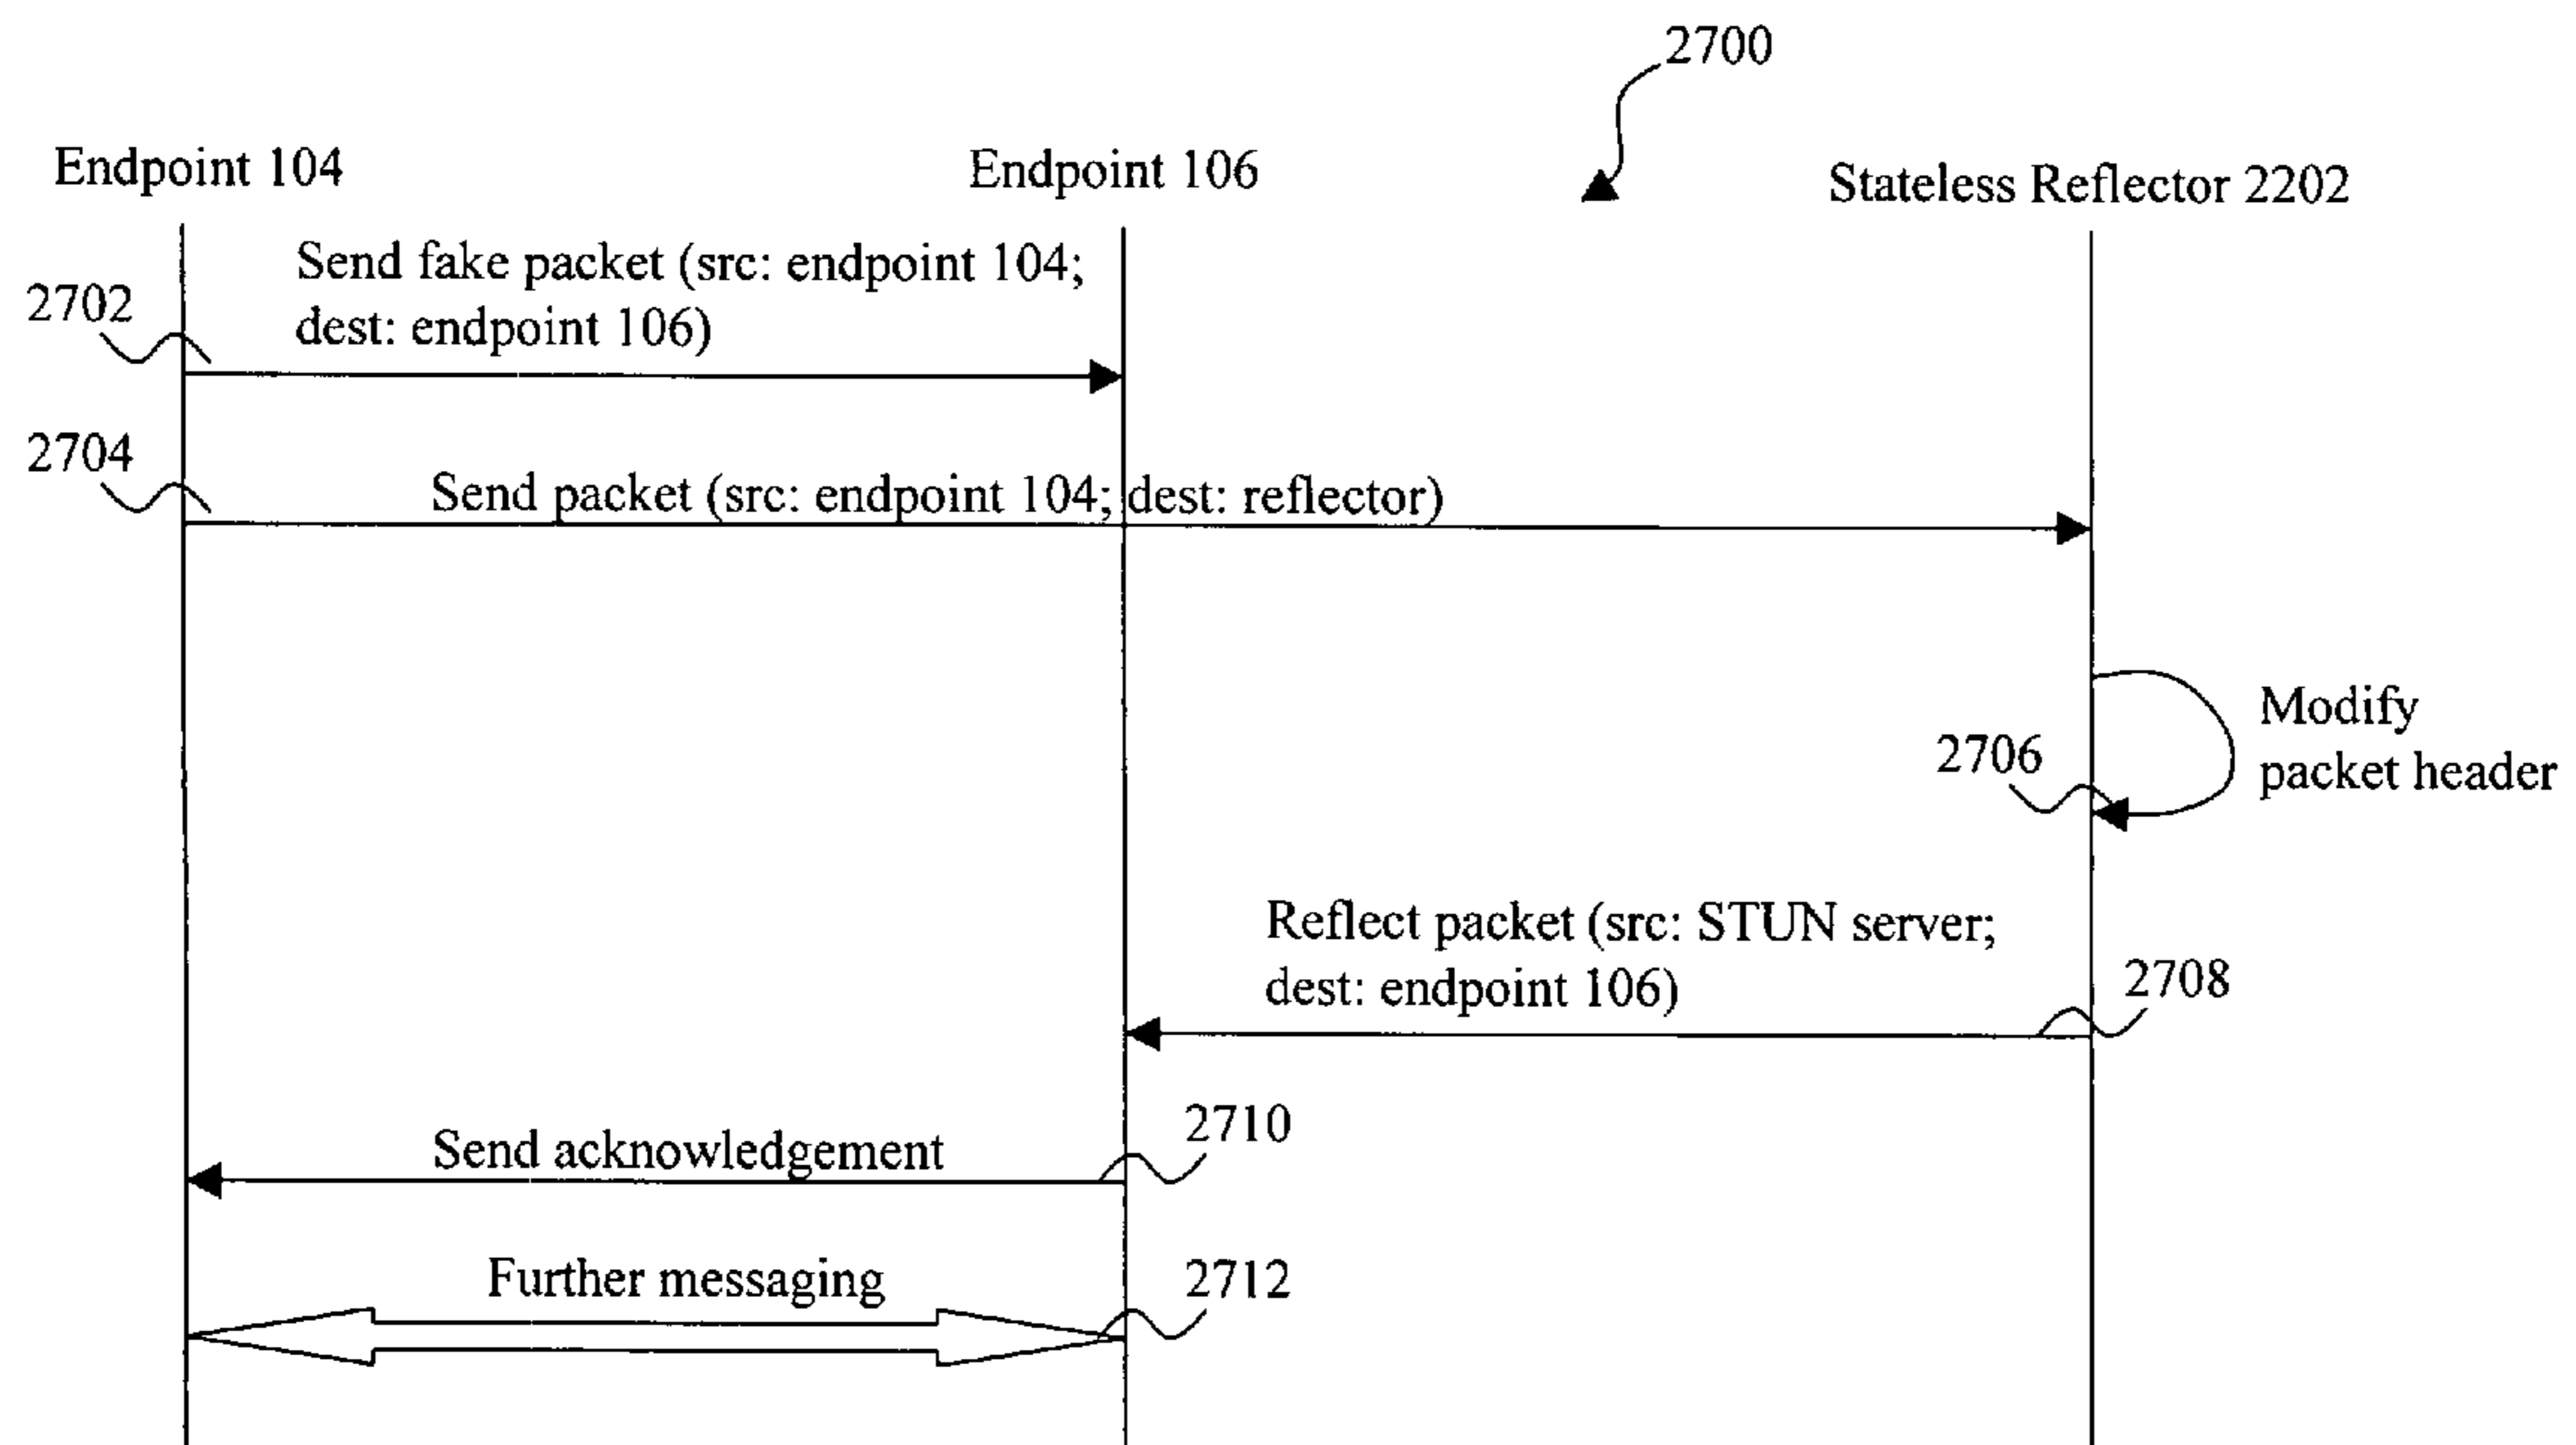 2700
Endpoint 104
Endpoint 106
Stateless Reflector 2202
Send fake packet (src: endpoint 104;
dest: endpoint 106)
2702
2704
Send packet (src: endpoint 104; dest: reflector)
Modify
packet header
2706
Reflect packet (src: STUN server;
dest: endpoint 106)
2708
2710
Send acknowledgement
Further messaging
2712